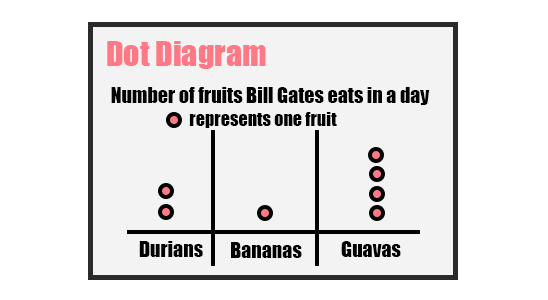 Dot Diagram
Number of fruits Bill Gates eats in a day
represents one fruit
Durians Bananas Guavas